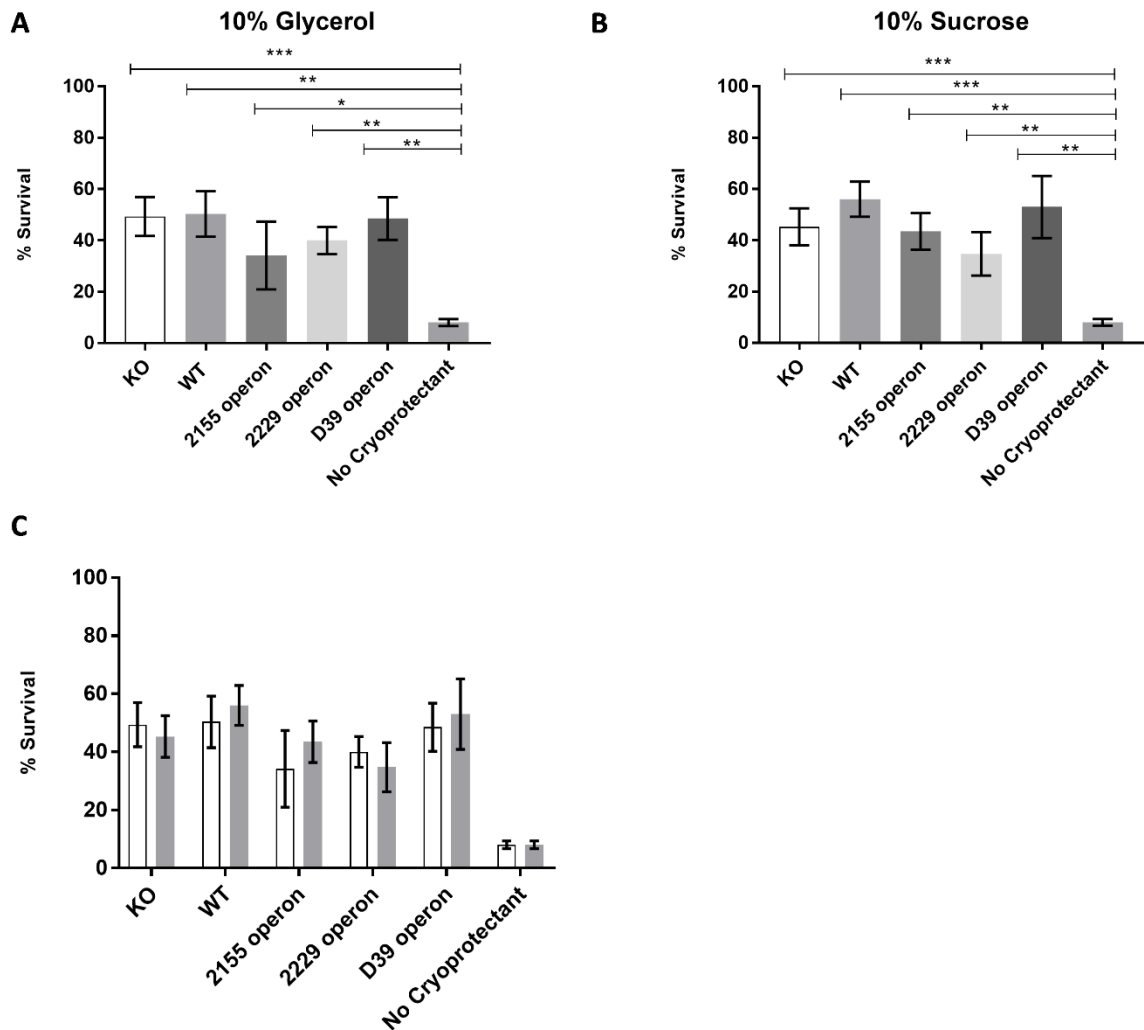 A
10% Glycerol
***
**
*
**
**
100
80
60
40
20
0
% Survival
KO
WT
2155 operon
2229 operon
D39 operon
No Cryoprotectant
B
10% Sucrose
***
***
**
**
**
100
80
60
40
20
0
% Survival
KO
WT
2155 operon
2229 operon
D39 operon
No Cryoprotectant
C
100
80
60
40
20
0
% Survival
KO
WT
2155 operon
2229 operon
D39 operon
No Cryoprotectant